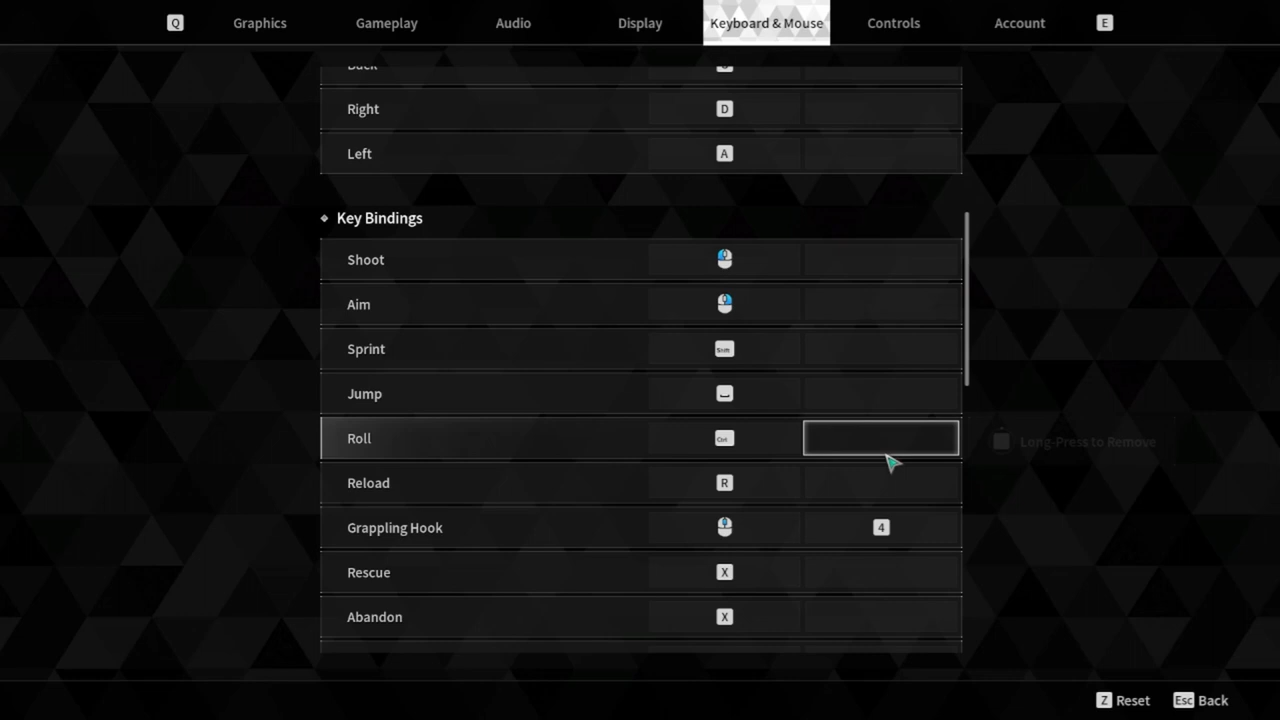 Q Graphics Gameplay Audio Display Keyboard & Mouse Controls Account E
Back
Right D
Left A
Key Bindings
Shoot
Aim
Sprint Shift
Jump
Roll Ctrl
Long-Press to Remove
Reload R
Grappling Hook 4
Rescue X
Abandon X
Z Reset Esc Back